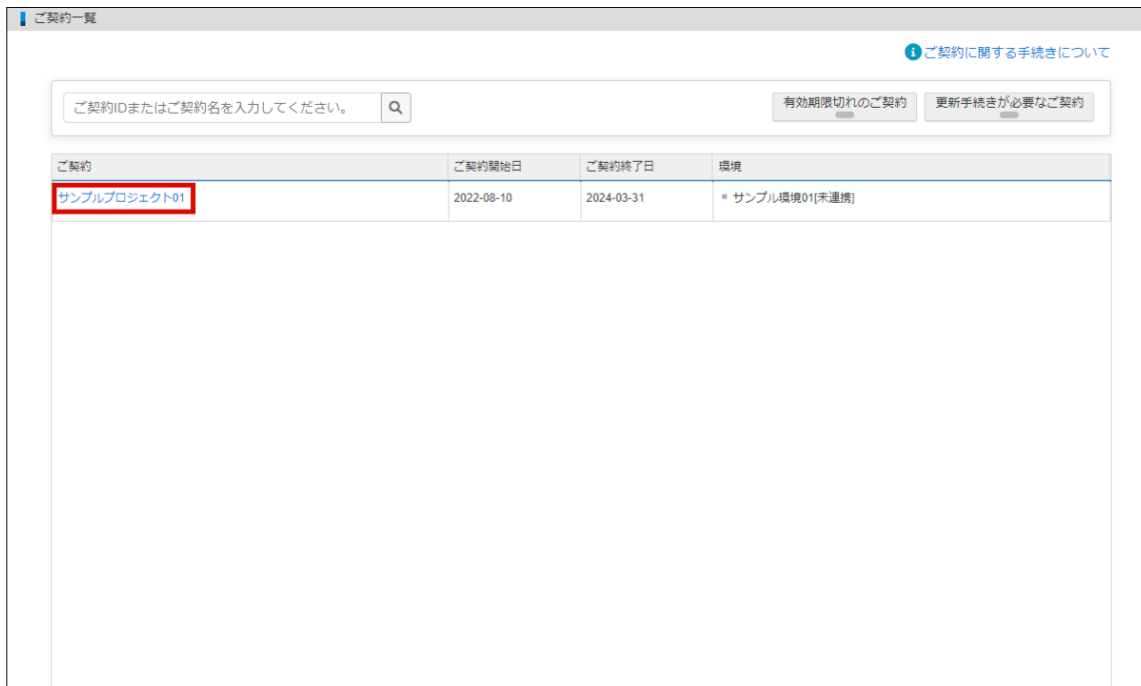 ご契約一覧
ご契約に関する手続きについて
ご契約IDまたはご契約名を入力してください。
有効期限切れのご契約 更新手続きが必要なご契約
ご契約 ご契約開始日 ご契約終了日 環境
サンプルプロジェクト01 2022-08-10 2024-03-31 サンプル環境01[未連携]